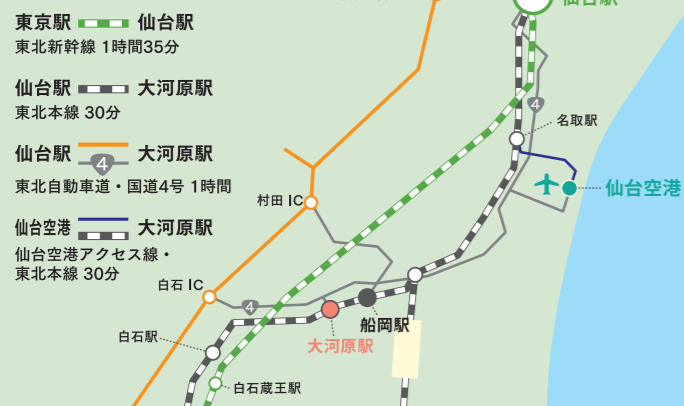 東京駅 仙台駅
東北新幹線 1時間35分
仙台駅 大河原駅
東北本線 30分
仙台駅 4 大河原駅
東北自動車道・国道4号 1時間
仙台空港 大河原駅
仙台空港アクセス線・
東北本線 30分
仙台駅
4
名取駅
仙台空港
村田 IC
白石 IC
4
船岡駅
大河原駅
白石駅
白石蔵王駅